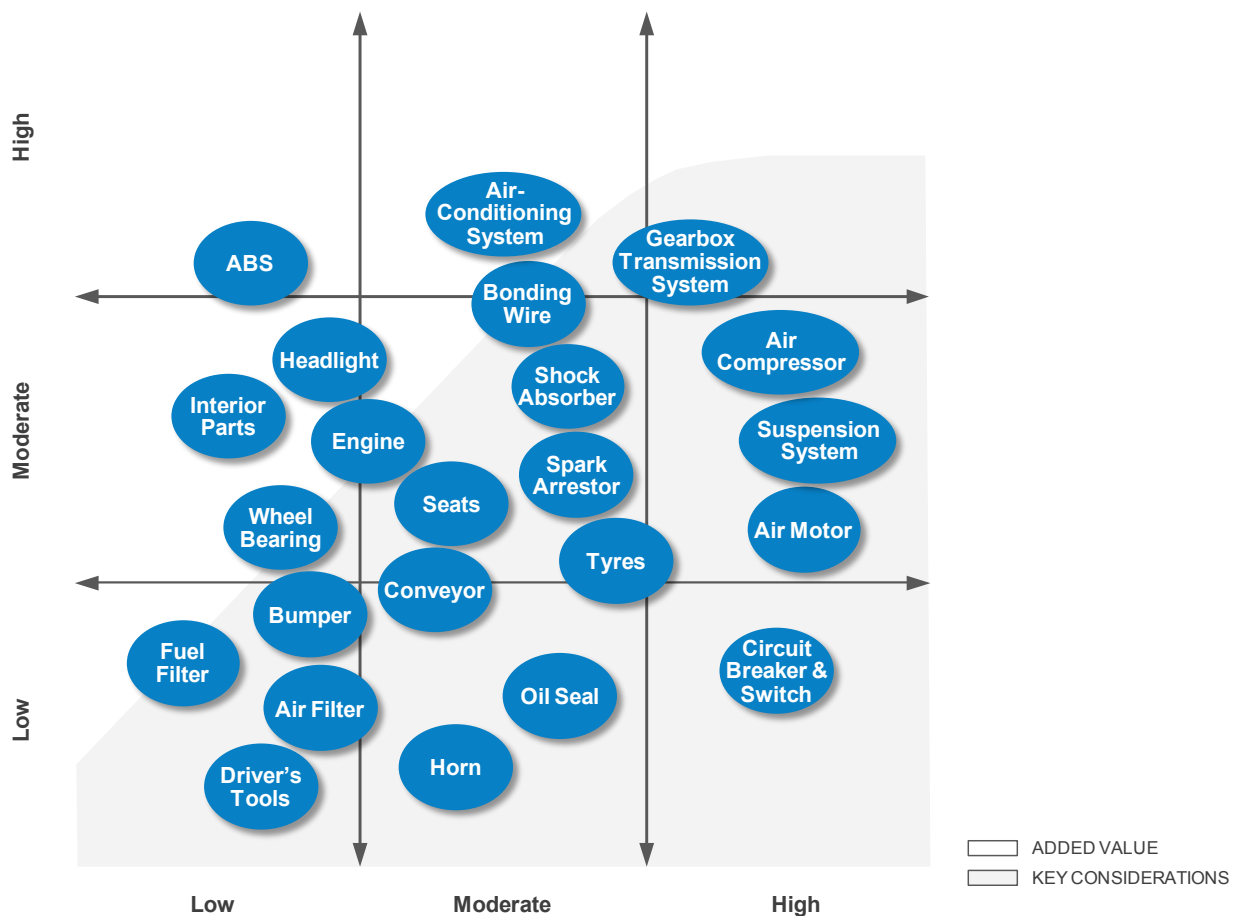 High
Moderate
Low
Air-
Conditioning
System
ABS
Gearbox
Transmission
System
Bonding
Wire
Headlight
Air
Compressor
Shock
Absorber
Interior
Parts
Engine
Suspension
System
Spark
Arrestor
Seats
Wheel
Bearing
Air Motor
Tyres
Conveyor
Bumper
Fuel
Filter
Circuit
Breaker &
Switch
Oil Seal
Air Filter
Horn
Driver’s
Tools
ADDED VALUE
KEY CONSIDERATIONS
Low
Moderate
High